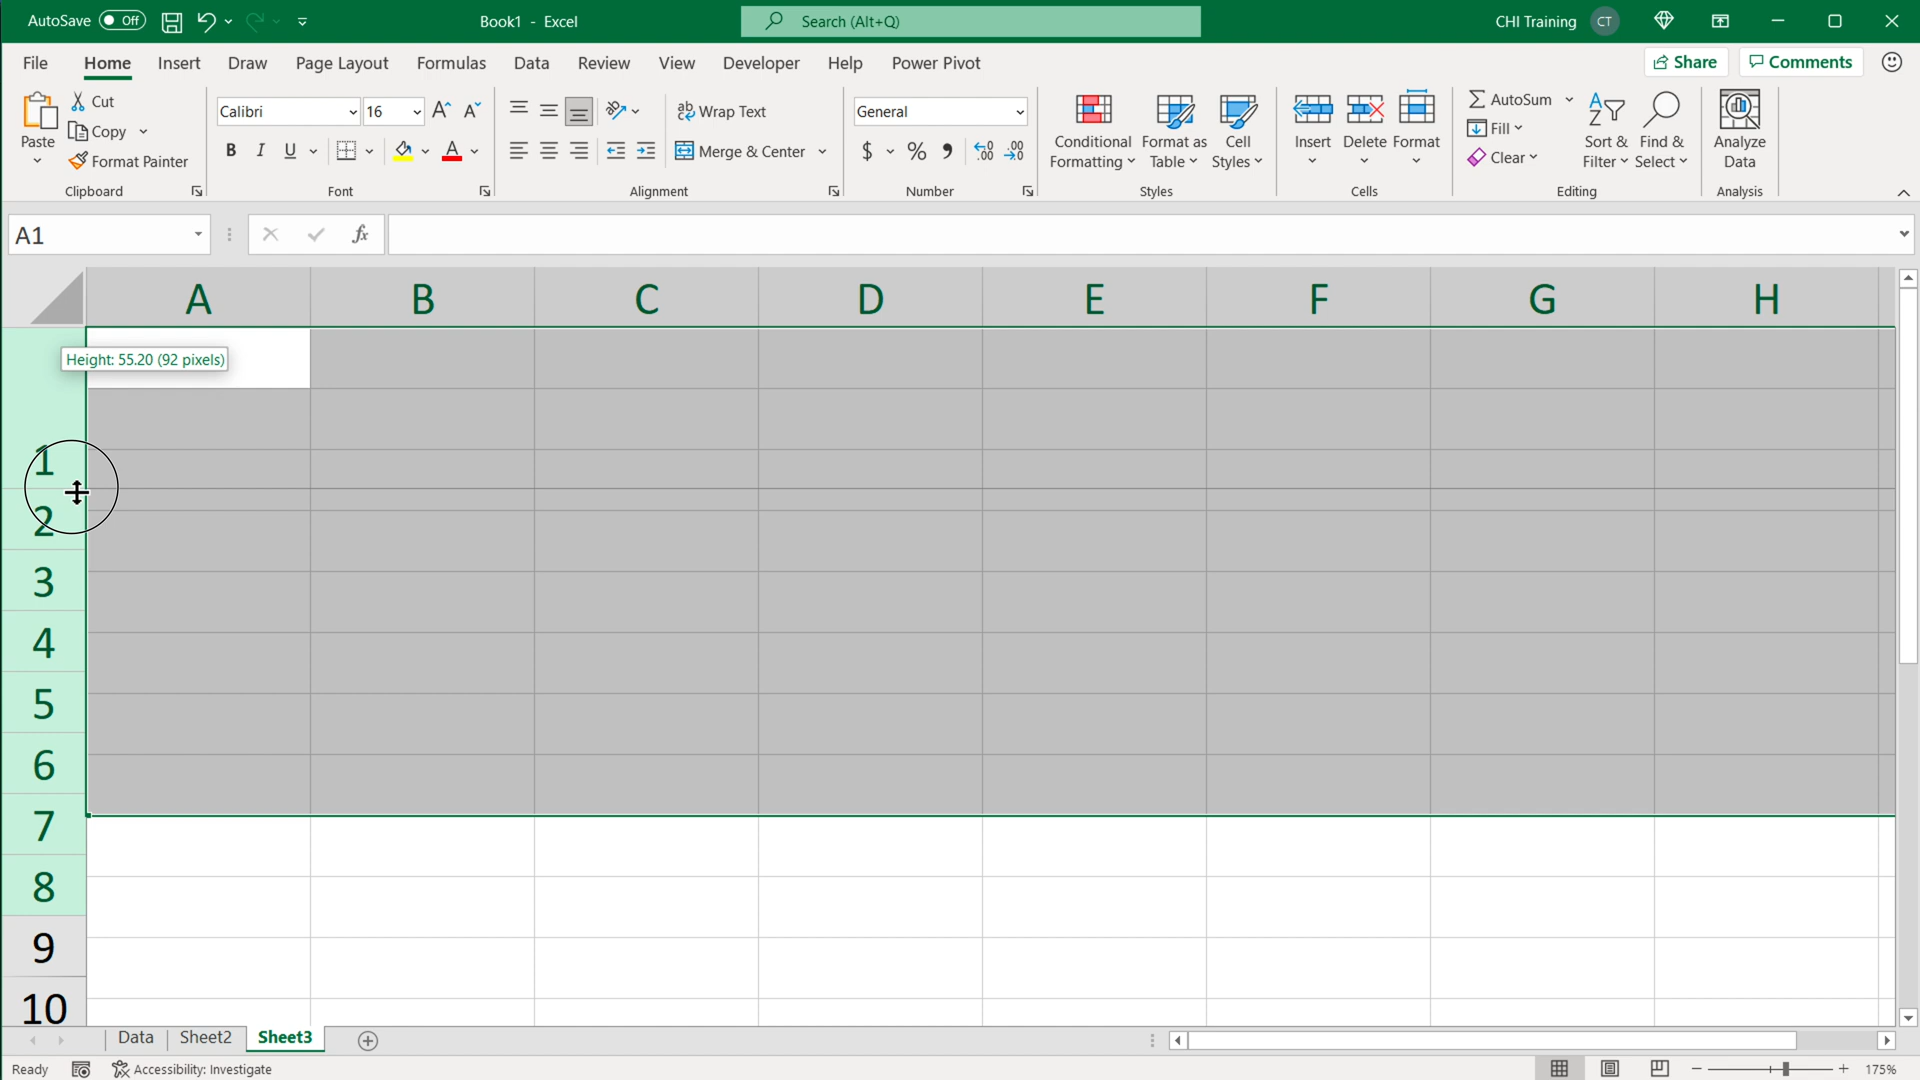 AutoSave Off Book1 - Excel Search (Alt+Q) CHI Training CT
File Home Insert Draw Page Layout Formulas Data Review View Developer Help Power Pivot Share Comments
Paste Cut Copy Format Painter Clipboard
Calibri 16 B I U A Font
ab Wrap Text Merge & Center Alignment
General $ % Number
Conditional Formatting Format as Table Cell Styles Styles
Insert Delete Format Cells
AutoSum Fill Clear Sort & Filter Find & Select Editing
Analyze Data Analysis
A1 fx
A B C D E F G H
Height: 55.20 (92 pixels)
1
2
3
4
5
6
7
8
9
10
Data Sheet2 Sheet3
Ready Accessibility: Investigate 175%